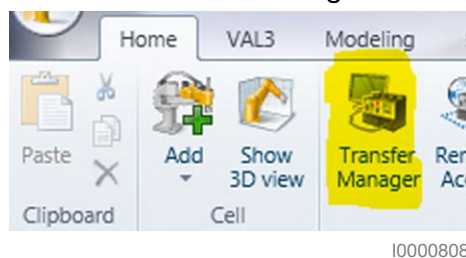 Home VAL3 Modeling
Paste Add Show 3D view Transfer Manager
Clipboard Cell
I0000808